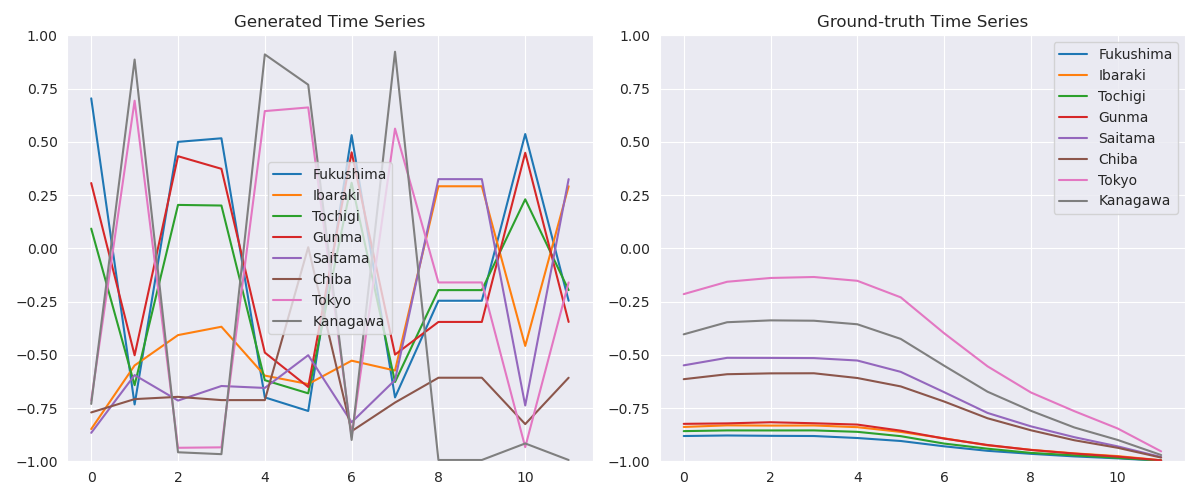 Generated Time Series
1.00
0.75
0.50
0.25
0.00
−0.25
−0.50
−0.75
−1.00
0 2 4 6 8 10
Fukushima
Ibaraki
Tochigi
Gunma
Saitama
Chiba
Tokyo
Kanagawa
Ground-truth Time Series
1.00
0.75
0.50
0.25
0.00
−0.25
−0.50
−0.75
−1.00
0 2 4 6 8 10
Fukushima
Ibaraki
Tochigi
Gunma
Saitama
Chiba
Tokyo
Kanagawa